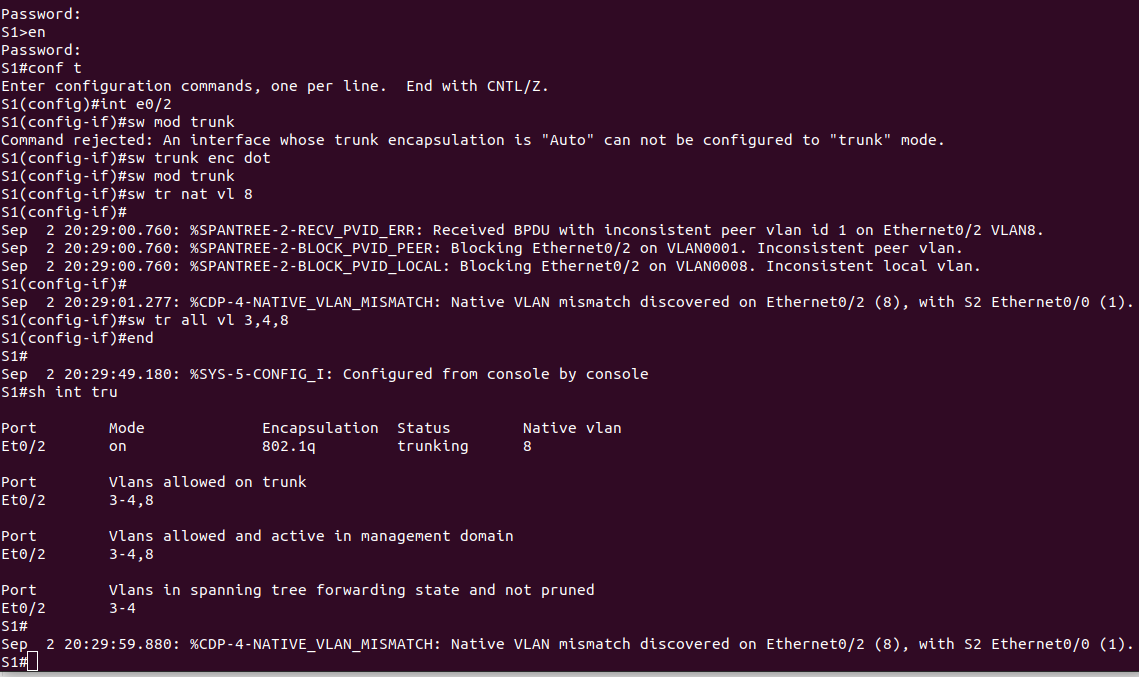 Password:
S1>en
Password:
S1#conf t
Enter configuration commands, one per line.  End with CNTL/Z.
S1(config)#int e0/2
S1(config-if)#sw mod trunk
Command rejected: An interface whose trunk encapsulation is "Auto" can not be configured to "trunk" mode.
S1(config-if)#sw trunk enc dot
S1(config-if)#sw mod trunk
S1(config-if)#sw tr nat vl 8
S1(config-if)#
Sep  2 20:29:00.760: %SPANTREE-2-RECV_PVID_ERR: Received BPDU with inconsistent peer vlan id 1 on Ethernet0/2 VLAN8.
Sep  2 20:29:00.760: %SPANTREE-2-BLOCK_PVID_PEER: Blocking Ethernet0/2 on VLAN0001. Inconsistent peer vlan.
Sep  2 20:29:00.760: %SPANTREE-2-BLOCK_PVID_LOCAL: Blocking Ethernet0/2 on VLAN0008. Inconsistent local vlan.
S1(config-if)#
Sep  2 20:29:01.277: %CDP-4-NATIVE_VLAN_MISMATCH: Native VLAN mismatch discovered on Ethernet0/2 (8), with S2 Ethernet0/0 (1).
S1(config-if)#sw tr all vl 3,4,8
S1(config-if)#end
S1#
Sep  2 20:29:49.180: %SYS-5-CONFIG_I: Configured from console by console
S1#sh int tru
Port        Mode             Encapsulation  Status        Native vlan
Et0/2       on               802.1q         trunking      8
Port        Vlans allowed on trunk
Et0/2       3-4,8
Port        Vlans allowed and active in management domain
Et0/2       3-4,8
Port        Vlans in spanning tree forwarding state and not pruned
Et0/2       3-4
S1#
Sep  2 20:29:59.880: %CDP-4-NATIVE_VLAN_MISMATCH: Native VLAN mismatch discovered on Ethernet0/2 (8), with S2 Ethernet0/0 (1).
S1#